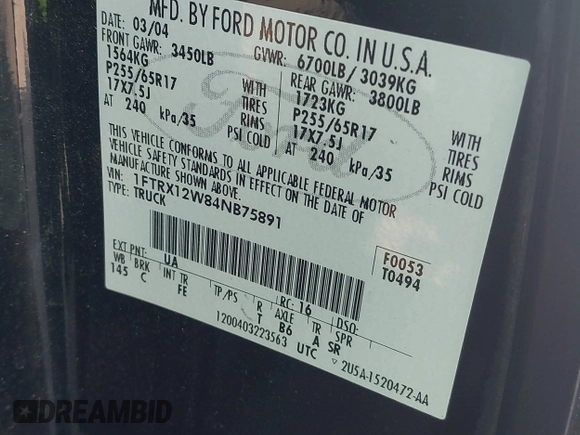 MFD. BY FORD MOTOR CO. IN U.S.A.
DATE: 03/04 GVWR: 6700LB/ 3039KG
FRONT GAWR: 3450LB REAR GAWR: 3800LB
1564KG WITH 1723KG WITH
P255/65R17 TIRES P255/65R17 TIRES
17X7.5J RIMS 17X7.5J RIMS
AT 240 kPa/35 PSI COLD AT 240 kPa/35 PSI COLD
THIS VEHICLE CONFORMS TO ALL APPLICABLE FEDERAL MOTOR
VEHICLE SAFETY STANDARDS IN EFFECT ON THE DATE OF
MANUFACTURE SHOWN ABOVE.
VIN: 1FTRX12W84NB75891
TYPE: TRUCK
F0053
T0494
EXT PNT: UA RC: 16 DSO:
WB BRK INT TR TP/PS R AXLE TR SPR
145 C FE T B6 A SR
1200403223563 UTC 2U5A-1520472-AA
Ford
DREAMBID